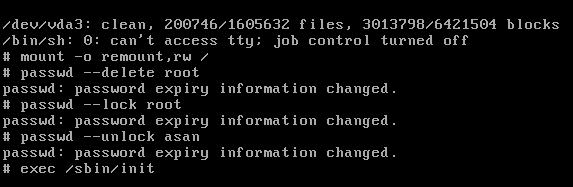 /dev/vda3: clean, 200746/1605632 files, 3013798/6421504 blocks
/bin/sh: 0: can't access tty; job control turned off
# mount -o remount,rw /
# passwd --delete root
passwd: password expiry information changed.
# passwd --lock root
passwd: password expiry information changed.
# passwd --unlock asan
passwd: password expiry information changed.
# exec /sbin/init